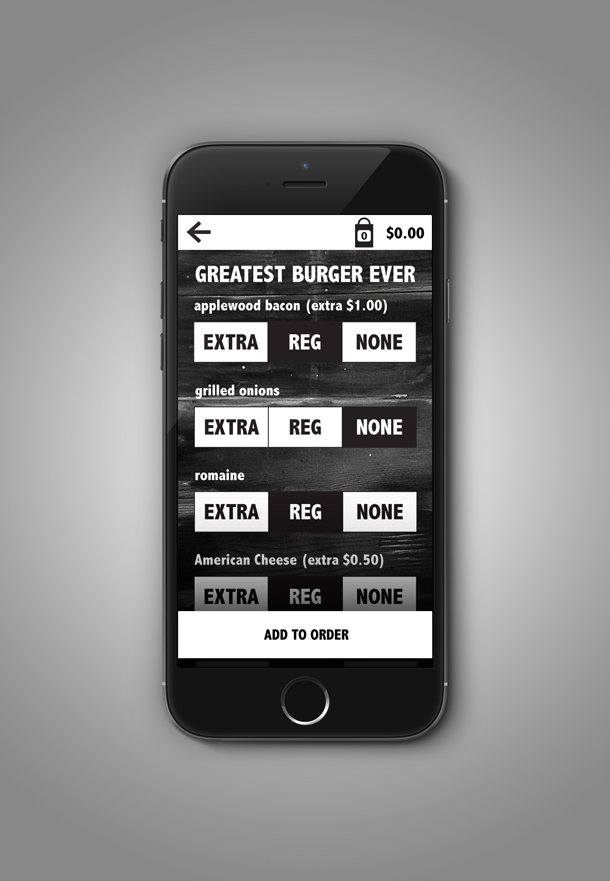 0 $0.00
GREATEST BURGER EVER
applewood bacon (extra $1.00)
EXTRA REG NONE
grilled onions
EXTRA REG NONE
romaine
EXTRA REG NONE
American Cheese (extra $0.50)
EXTRA REG NONE
ADD TO ORDER